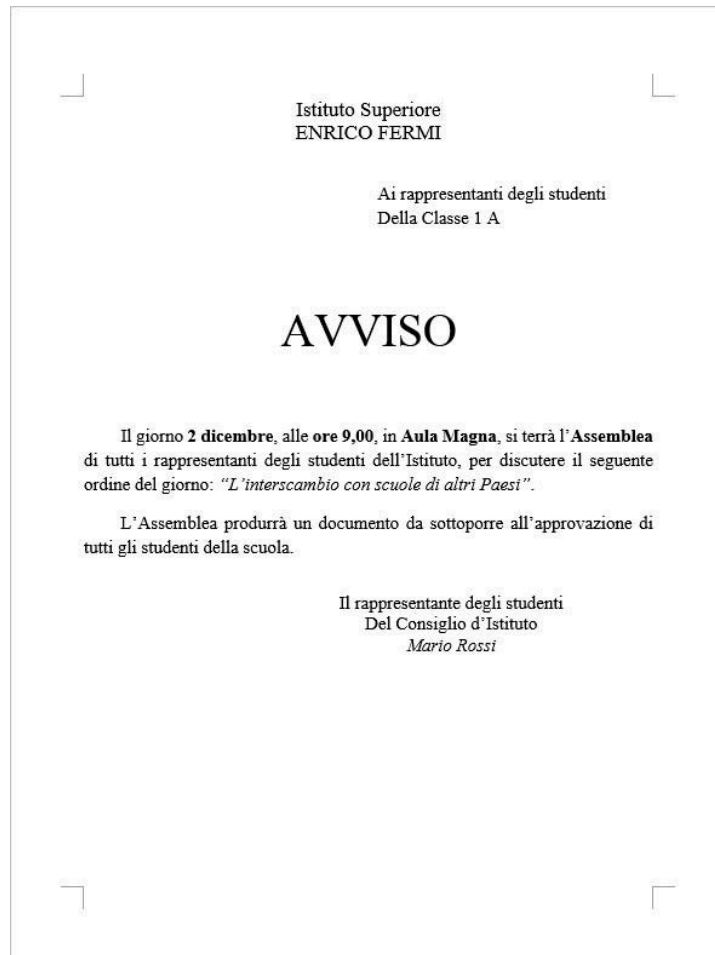 Istituto Superiore
ENRICO FERMI
Ai rappresentanti degli studenti
Della Classe 1 A
AVVISO
Il giorno 2 dicembre, alle ore 9,00, in Aula Magna, si terrà l’Assemblea
di tutti i rappresentanti degli studenti dell’Istituto, per discutere il seguente
ordine del giorno: “L’interscambio con scuole di altri Paesi”.
L’Assemblea produrrà un documento da sottoporre all’approvazione di
tutti gli studenti della scuola.
Il rappresentante degli studenti
Del Consiglio d’Istituto
Mario Rossi